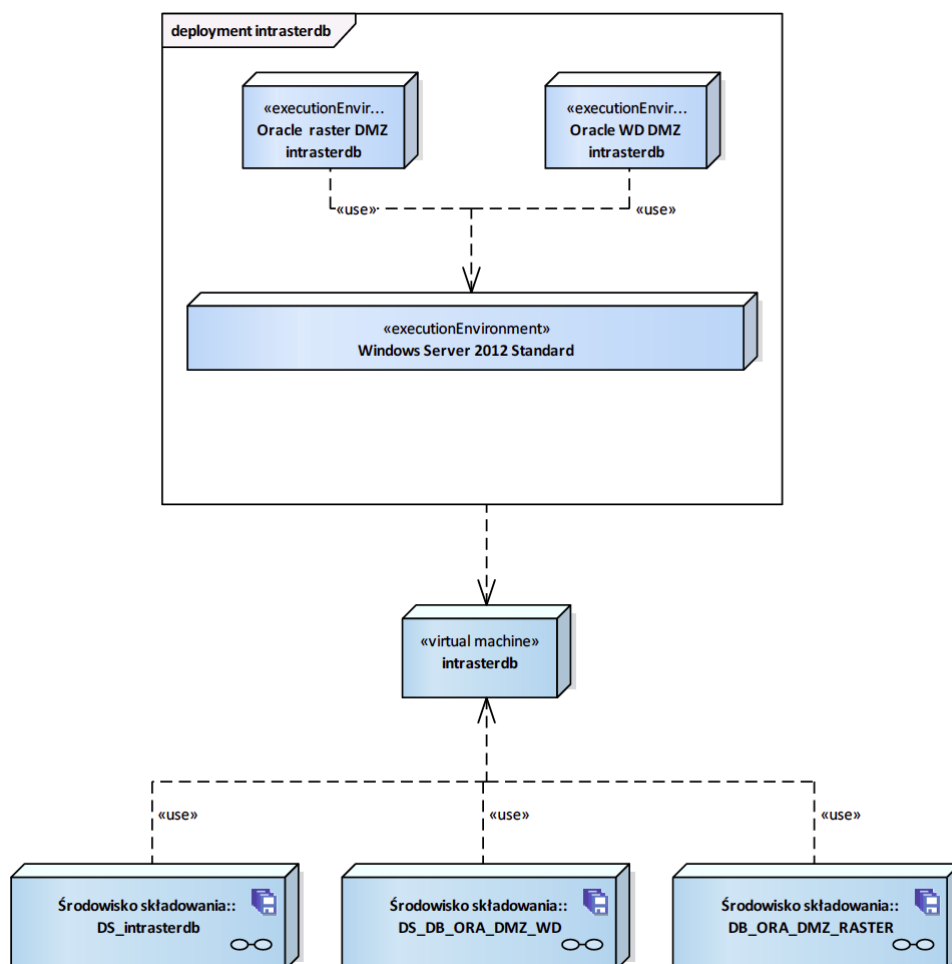 deployment intrasterdb
«executionEnvir...
Oracle raster DMZ
intrasterdb
«executionEnvir...
Oracle WD DMZ
intrasterdb
«use»
«use»
«executionEnvironment»
Windows Server 2012 Standard
«virtual machine»
intrasterdb
«use»
«use»
«use»
Środowisko składowania::
DS_intrasterdb
Środowisko składowania::
DS_DB_ORA_DMZ_WD
Środowisko składowania::
DB_ORA_DMZ_RASTER